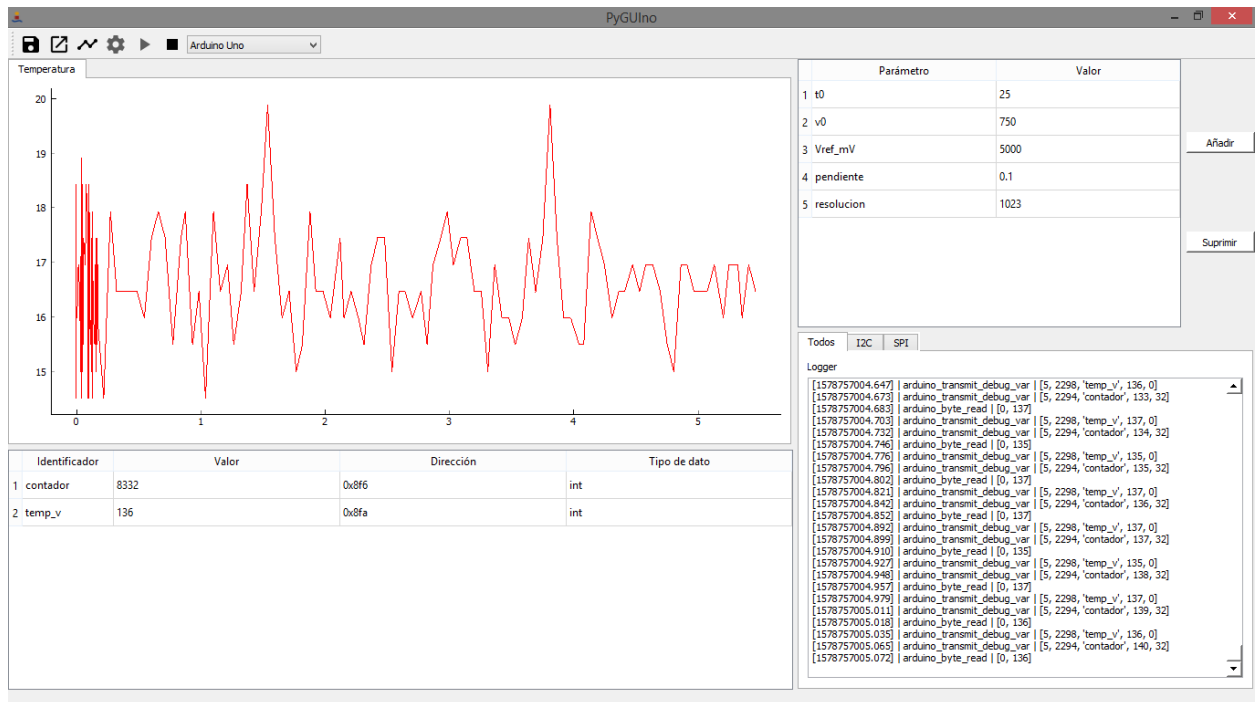 PyGUIno
Arduino Uno
Temperatura
20
19
18
17
16
15
0 1 2 3 4 5
Identificador Valor Dirección Tipo de dato
1 contador 8332 0x8f6 int
2 temp_v 136 0x8fa int
Parámetro Valor
1 t0 25
2 v0 750
3 Vref_mV 5000
4 pendiente 0.1
5 resolucion 1023
Añadir
Suprimir
Todos I2C SPI
Logger
[1578757004.647] | arduino_transmit_debug_var | [5, 2298, 'temp_v', 136, 0]
[1578757004.673] | arduino_transmit_debug_var | [5, 2294, 'contador', 133, 32]
[1578757004.683] | arduino_byte_read | [0, 137]
[1578757004.703] | arduino_transmit_debug_var | [5, 2298, 'temp_v', 137, 0]
[1578757004.732] | arduino_transmit_debug_var | [5, 2294, 'contador', 134, 32]
[1578757004.746] | arduino_byte_read | [0, 135]
[1578757004.776] | arduino_transmit_debug_var | [5, 2298, 'temp_v', 135, 0]
[1578757004.796] | arduino_transmit_debug_var | [5, 2294, 'contador', 135, 32]
[1578757004.802] | arduino_byte_read | [0, 137]
[1578757004.821] | arduino_transmit_debug_var | [5, 2298, 'temp_v', 137, 0]
[1578757004.842] | arduino_transmit_debug_var | [5, 2294, 'contador', 136, 32]
[1578757004.852] | arduino_byte_read | [0, 137]
[1578757004.892] | arduino_transmit_debug_var | [5, 2298, 'temp_v', 137, 0]
[1578757004.899] | arduino_transmit_debug_var | [5, 2294, 'contador', 137, 32]
[1578757004.910] | arduino_byte_read | [0, 135]
[1578757004.927] | arduino_transmit_debug_var | [5, 2298, 'temp_v', 135, 0]
[1578757004.948] | arduino_transmit_debug_var | [5, 2294, 'contador', 138, 32]
[1578757004.957] | arduino_byte_read | [0, 137]
[1578757004.979] | arduino_transmit_debug_var | [5, 2298, 'temp_v', 137, 0]
[1578757005.011] | arduino_transmit_debug_var | [5, 2294, 'contador', 139, 32]
[1578757005.018] | arduino_byte_read | [0, 136]
[1578757005.035] | arduino_transmit_debug_var | [5, 2298, 'temp_v', 136, 0]
[1578757005.065] | arduino_transmit_debug_var | [5, 2294, 'contador', 140, 32]
[1578757005.072] | arduino_byte_read | [0, 136]